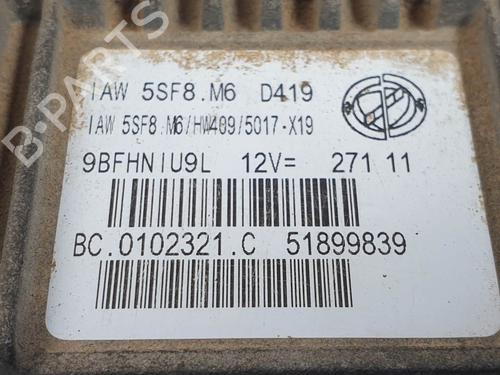 IAW 5SF8.M6 D419
IAW 5SF8.M6/HW409/5017-X19
9BFHNIU9L 12V= 271 11
BC.0102321.C 51899839
B-PARTS